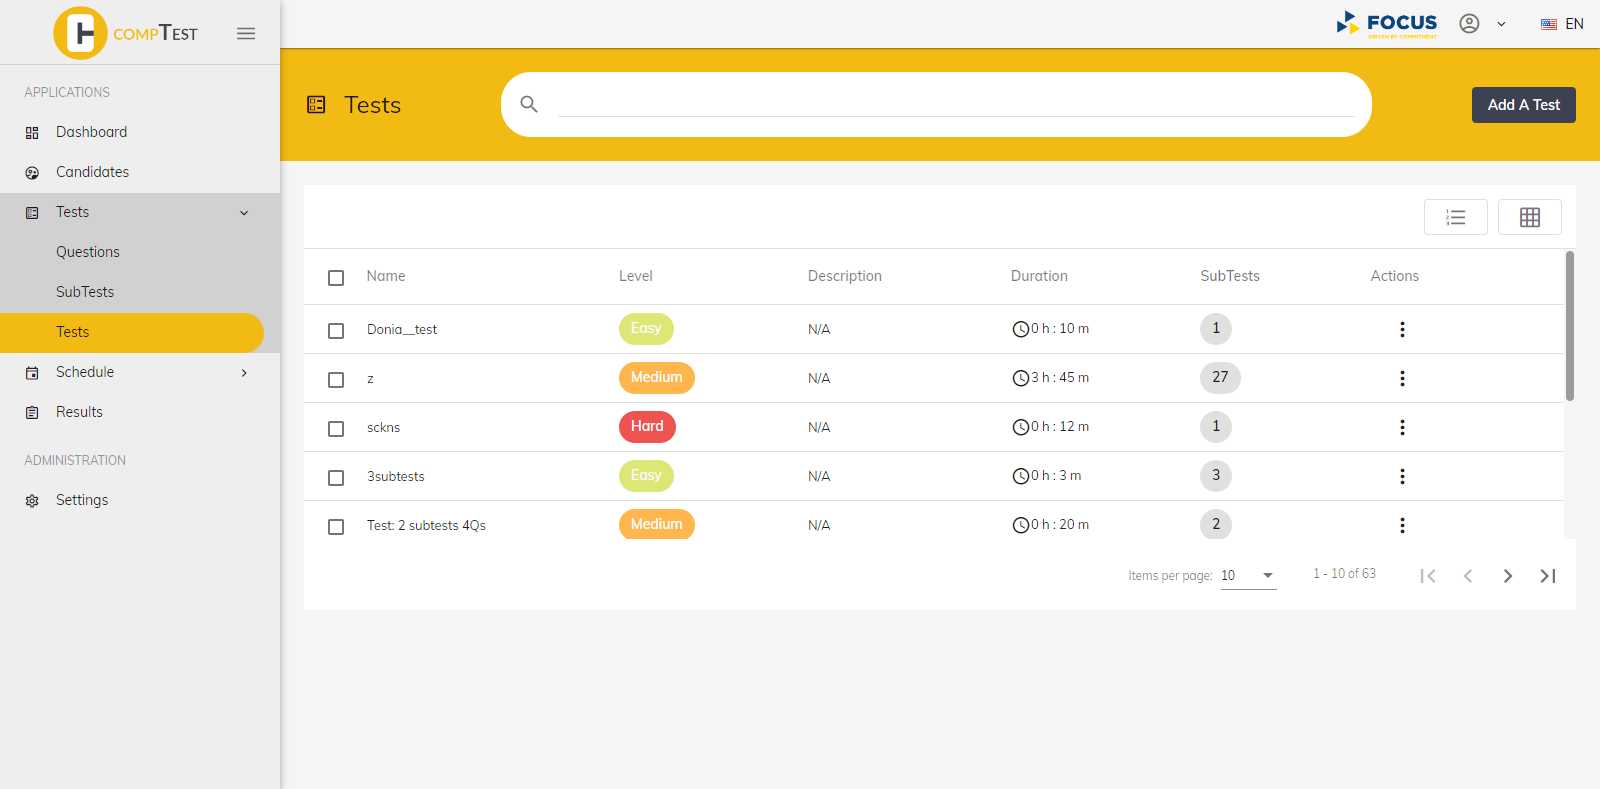 COMPTEST
FOCUS
DRIVEN BY COMMITMENT
EN
APPLICATIONS
Dashboard
Candidates
Tests
Questions
SubTests
Tests
Schedule
Results
ADMINISTRATION
Settings
Tests
Add A Test
Name Level Description Duration SubTests Actions
Donia__test Easy N/A 0 h : 10 m 1
z Medium N/A 3 h : 45 m 27
sckns Hard N/A 0 h : 12 m 1
3subtests Easy N/A 0 h : 3 m 3
Test: 2 subtests 4Qs Medium N/A 0 h : 20 m 2
Items per page: 10 1 - 10 of 63